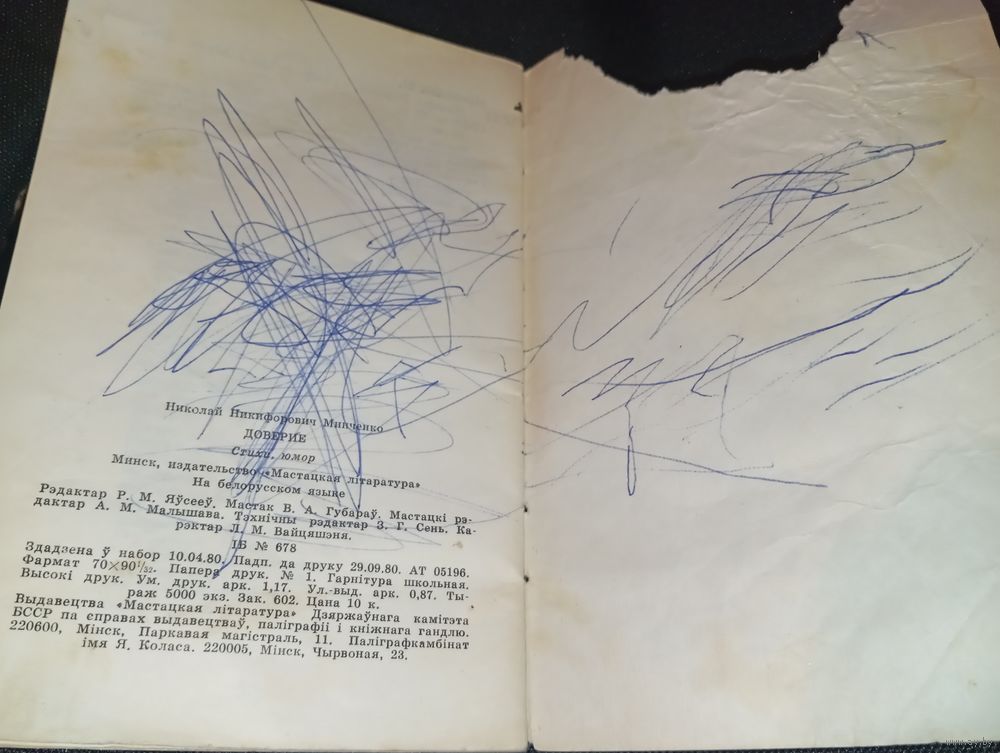 Николай Никифорович Минченко
ДОВЕРИЕ
Стихи, юмор
Минск, издательство «Мастацкая літаратура»
На белорусском языке
Рэдактар Р. М. Яўсееў. Мастак В. А. Губараў. Мастацкі рэ-
дактар А. М. Малышава. Тэхнічны рэдактар З. Г. Сень. Ка-
рэктар Л. М. Вайцяшэня.
ІБ № 678
Здадзена ў набор 10.04.80. Падп. да друку 29.09.80. АТ 05196.
Фармат 70×90¹/₃₂. Папера друк. № 1. Гарнітура школьная.
Высокі друк. Ум. друк. арк. 1,17. Ул.-выд. арк. 0,87. Ты-
раж 5000 экз. Зак. 602. Цана 10 к.
Выдавецтва «Мастацкая літаратура» Дзяржаўнага камітэта
БССР па справах выдавецтваў, паліграфіі і кніжнага гандлю.
220600, Мінск, Паркавая магістраль, 11. Паліграфкамбінат
імя Я. Коласа. 220005, Мінск, Чырвоная, 23.